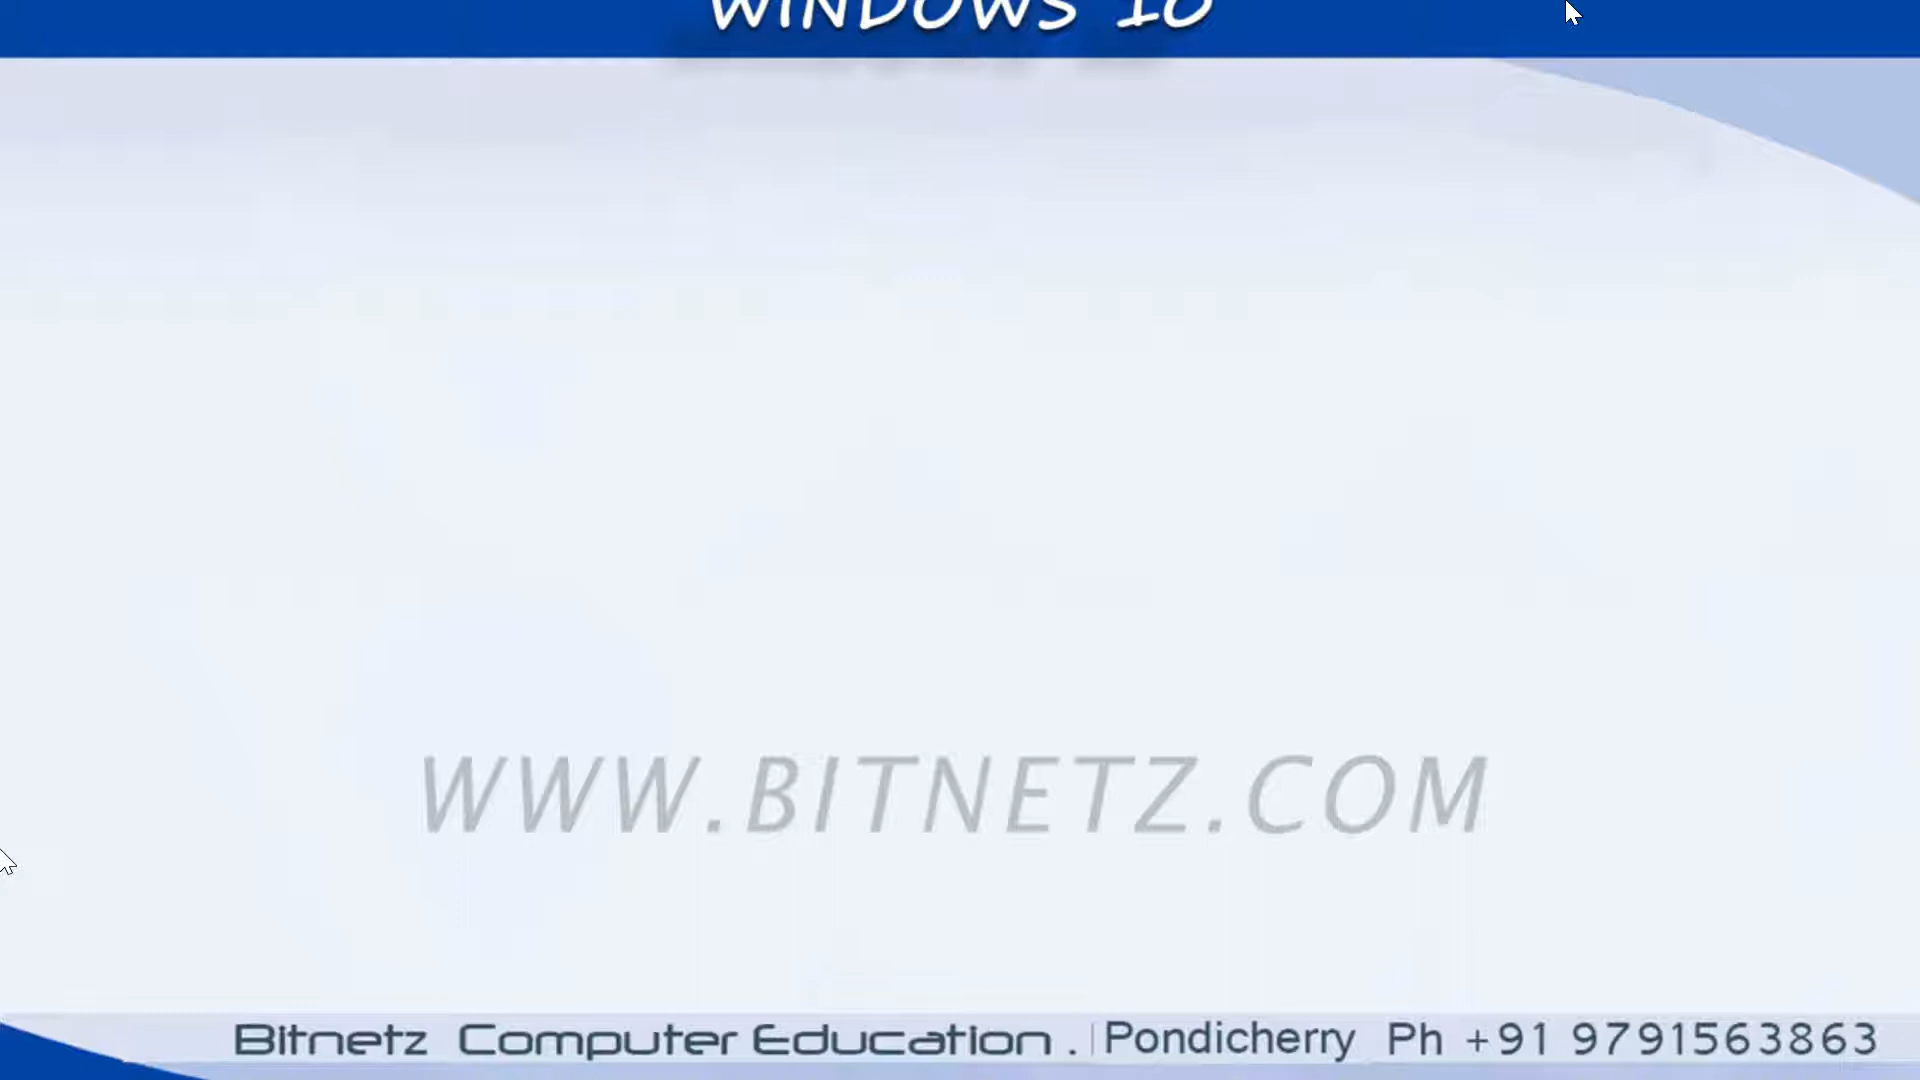 WINDOWS 10
WWW.BITNETZ.COM
Bitnetz Computer Education . Pondicherry Ph +91 9791563863